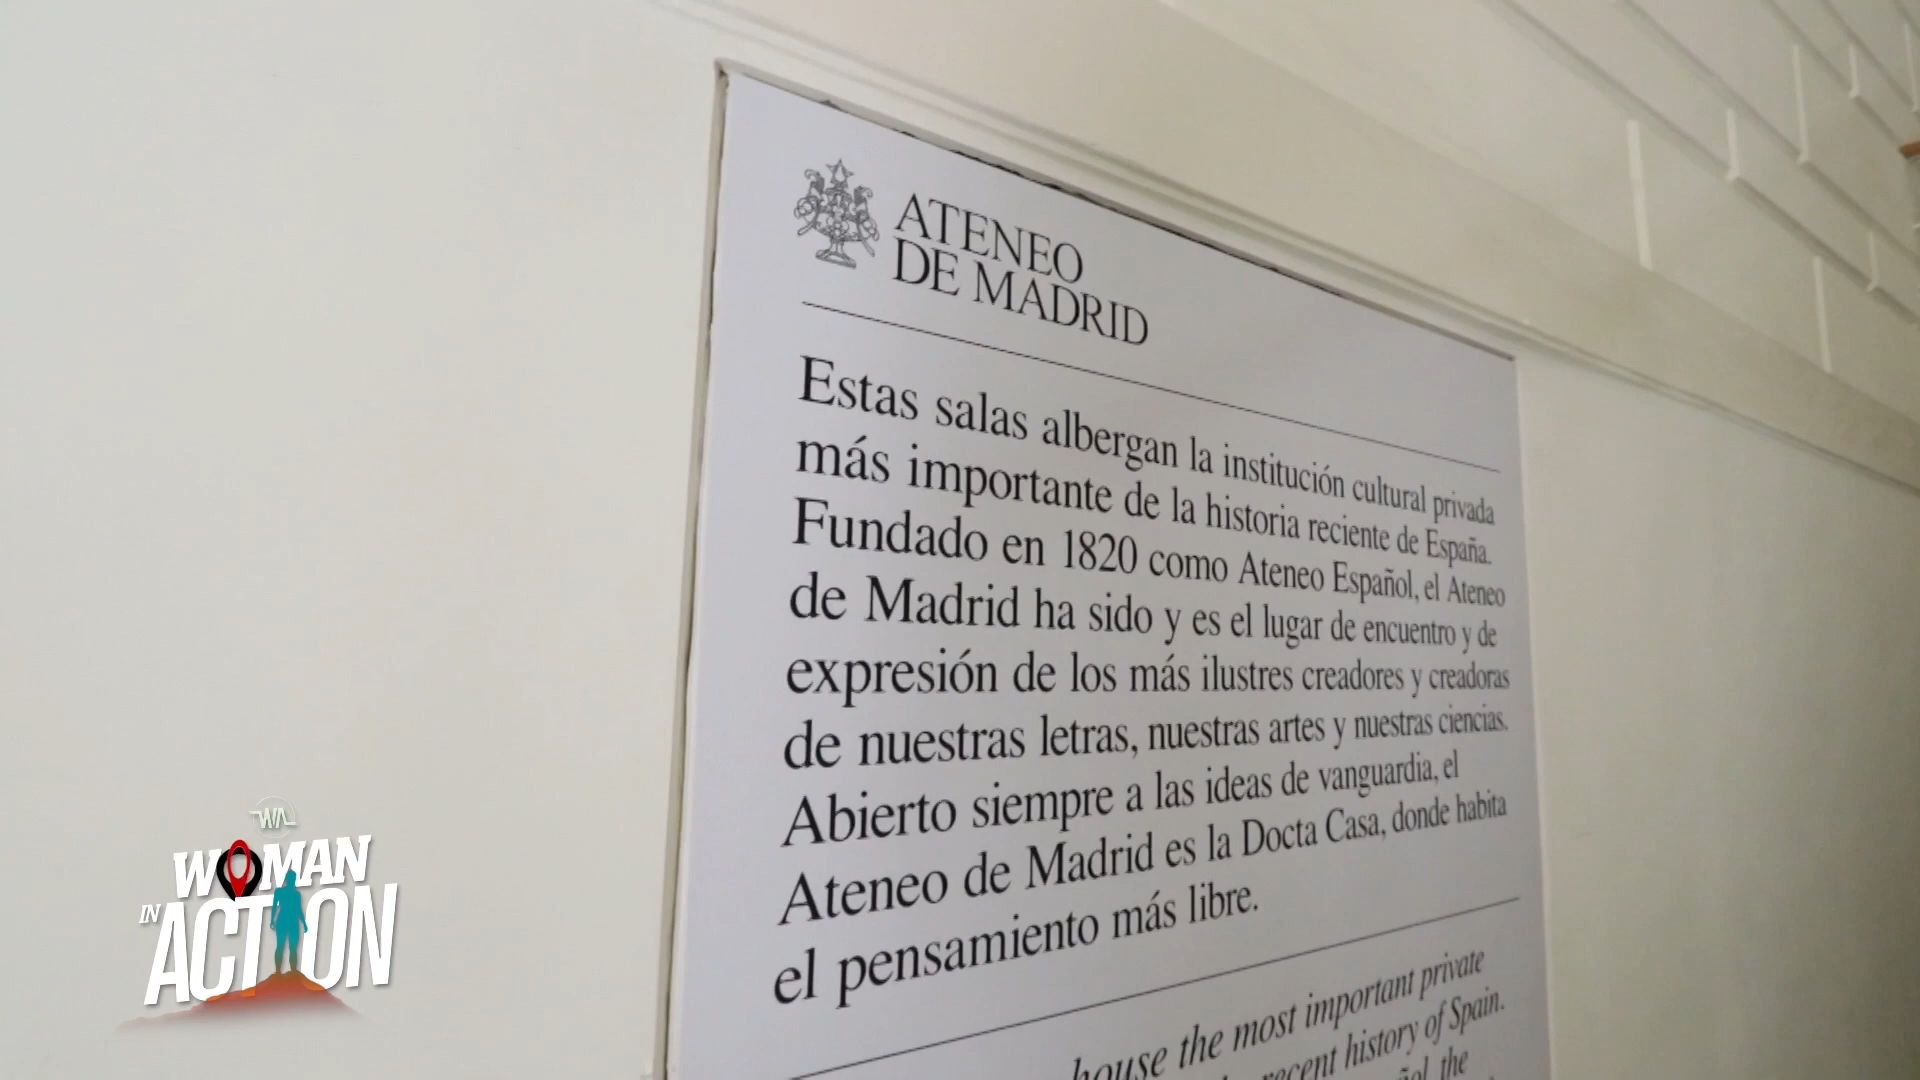 ATENEO
DE MADRID
Estas salas albergan la institución cultural privada
más importante de la historia reciente de España.
Fundado en 1820 como Ateneo Español, el Ateneo
de Madrid ha sido y es el lugar de encuentro y de
expresión de los más ilustres creadores y creadoras
de nuestras letras, nuestras artes y nuestras ciencias.
Abierto siempre a las ideas de vanguardia, el
Ateneo de Madrid es la Docta Casa, donde habita
el pensamiento más libre.
house the most important private
recent history of Spain.
the
WA
WOMAN
IN
ACTION